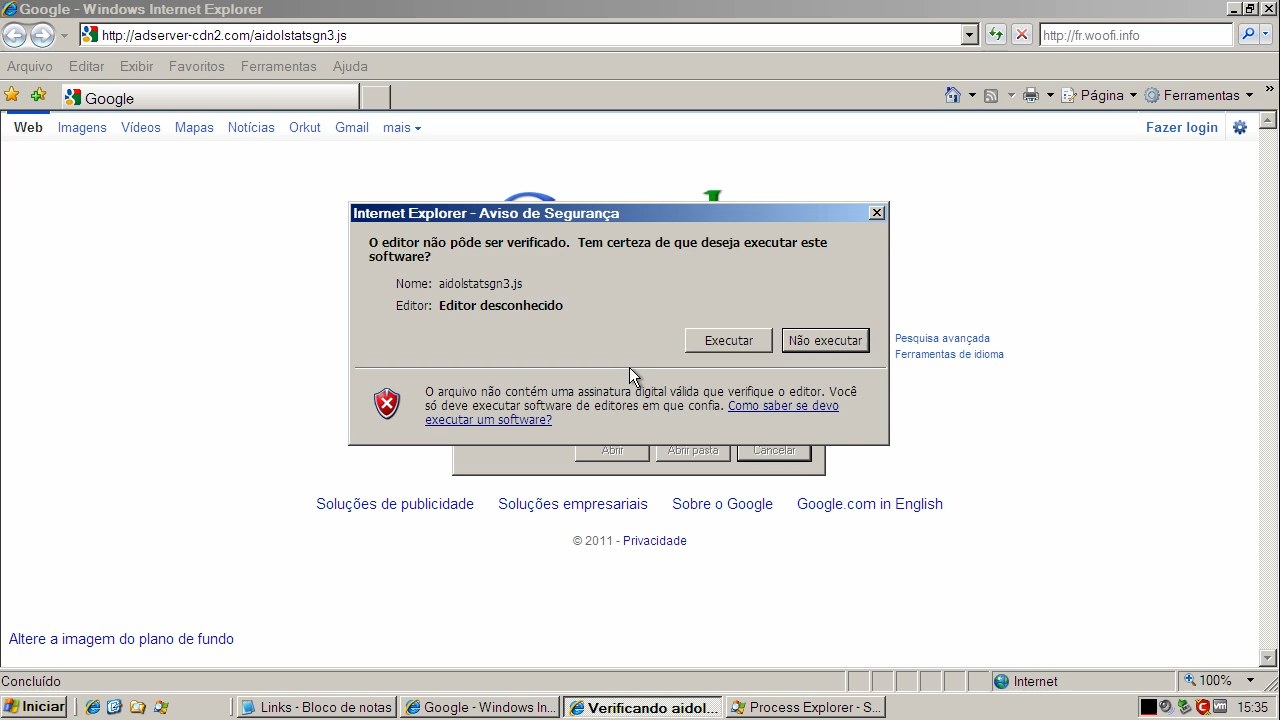 Google - Windows Internet Explorer
http://adserver-cdn2.com/aidolstatsgn3.js
http://fr.woofi.info
Arquivo Editar Exibir Favoritos Ferramentas Ajuda
Google
Página Ferramentas »
Web Imagens Vídeos Mapas Notícias Orkut Gmail mais
Fazer login
Internet Explorer - Aviso de Segurança
O editor não pôde ser verificado. Tem certeza de que deseja executar este
software?
Nome: aidolstatsgn3.js
Editor: Editor desconhecido
Executar Não executar
Pesquisa avançada
Ferramentas de idioma
O arquivo não contém uma assinatura digital válida que verifique o editor. Você
só deve executar software de editores em que confia. Como saber se devo
executar um software?
Abrir Abrir pasta Cancelar
Soluções de publicidade Soluções empresariais Sobre o Google Google.com in English
© 2011 - Privacidade
Altere a imagem do plano de fundo
Concluído
Internet
100%
Iniciar
Links - Bloco de notas
Google - Windows In...
Verificando aidol...
Process Explorer - S...
15:35